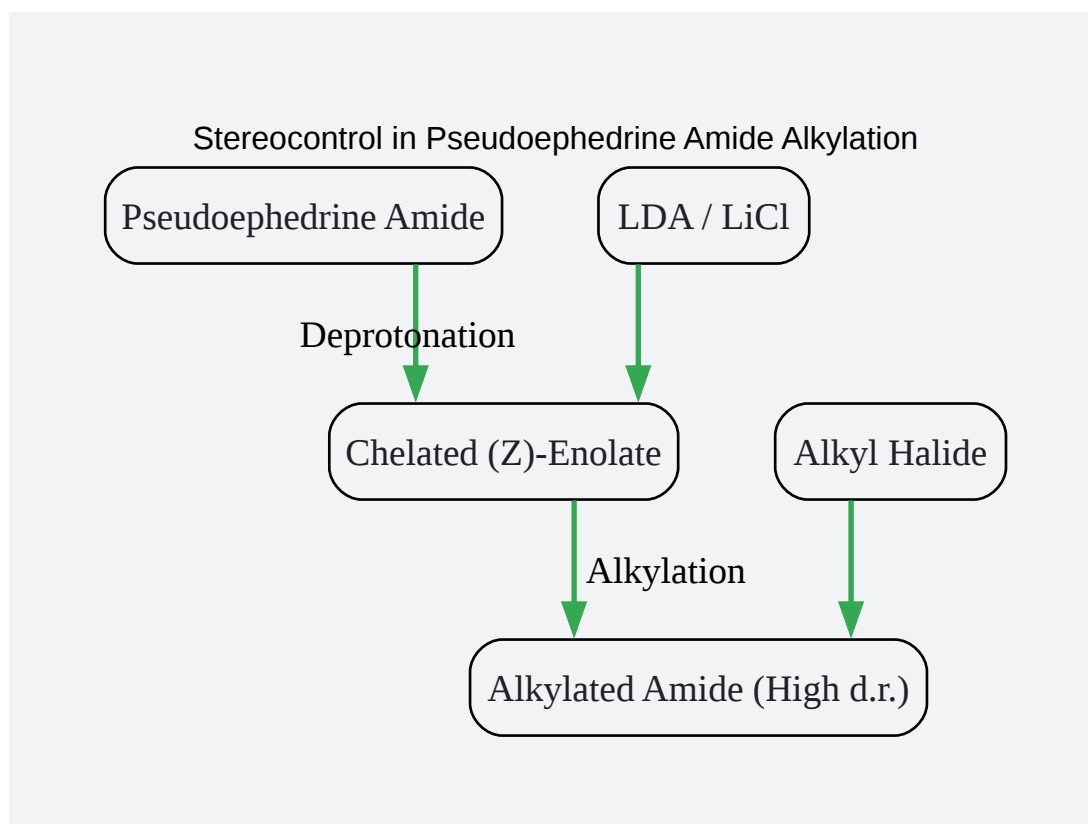 Stereocontrol in Pseudoephedrine Amide Alkylation
Pseudoephedrine Amide
LDA / LiCl
Deprotonation
Chelated (Z)-Enolate
Alkyl Halide
Alkylation
Alkylated Amide (High d.r.)